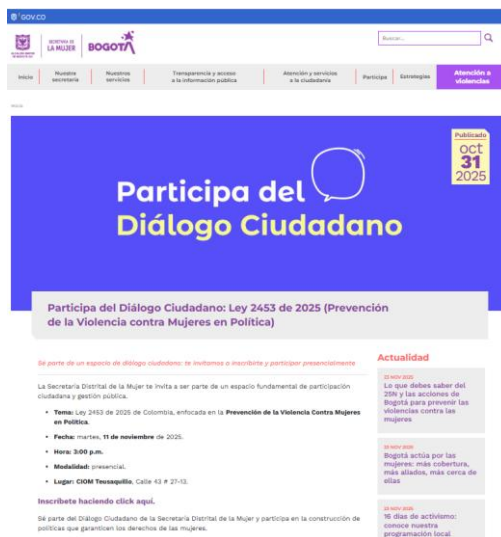 GOV.CO
SECRETARÍA DE
LA MUJER
BOGOTÁ
Buscar...
Inicio
Nuestra
secretaría
Nuestros
servicios
Transparencia y acceso
a la información pública
Atención y servicios
a la ciudadanía
Participa
Estrategias
Atención a
violencias
Inicio
Publicado
oct
31
2025
Participa del
Diálogo Ciudadano
Participa del Diálogo Ciudadano: Ley 2453 de 2025 (Prevención
de la Violencia contra Mujeres en Política)
Sé parte de un espacio de diálogo ciudadano: te invitamos a inscribirte y participar presencialmente
La Secretaría Distrital de la Mujer te invita a ser parte de un espacio fundamental de participación
ciudadana y gestión pública.
• Tema: Ley 2453 de 2025 de Colombia, enfocada en la Prevención de la Violencia Contra Mujeres
en Política.
• Fecha: martes, 11 de noviembre de 2025.
• Hora: 3:00 p.m.
• Modalidad: presencial.
• Lugar: CIOM Teusaquillo, Calle 43 # 27-13.
Inscríbete haciendo click aquí.
Sé parte del Diálogo Ciudadano de la Secretaría Distrital de la Mujer y participa en la construcción de
políticas que garanticen los derechos de las mujeres.
Actualidad
Lo que debes saber del
25N y las acciones de
Bogotá para prevenir las
violencias contra las
mujeres
Bogotá actúa por las
mujeres: más cobertura,
más aliados, más cerca de
ellas
16 días de activismo:
conoce nuestra
programación local